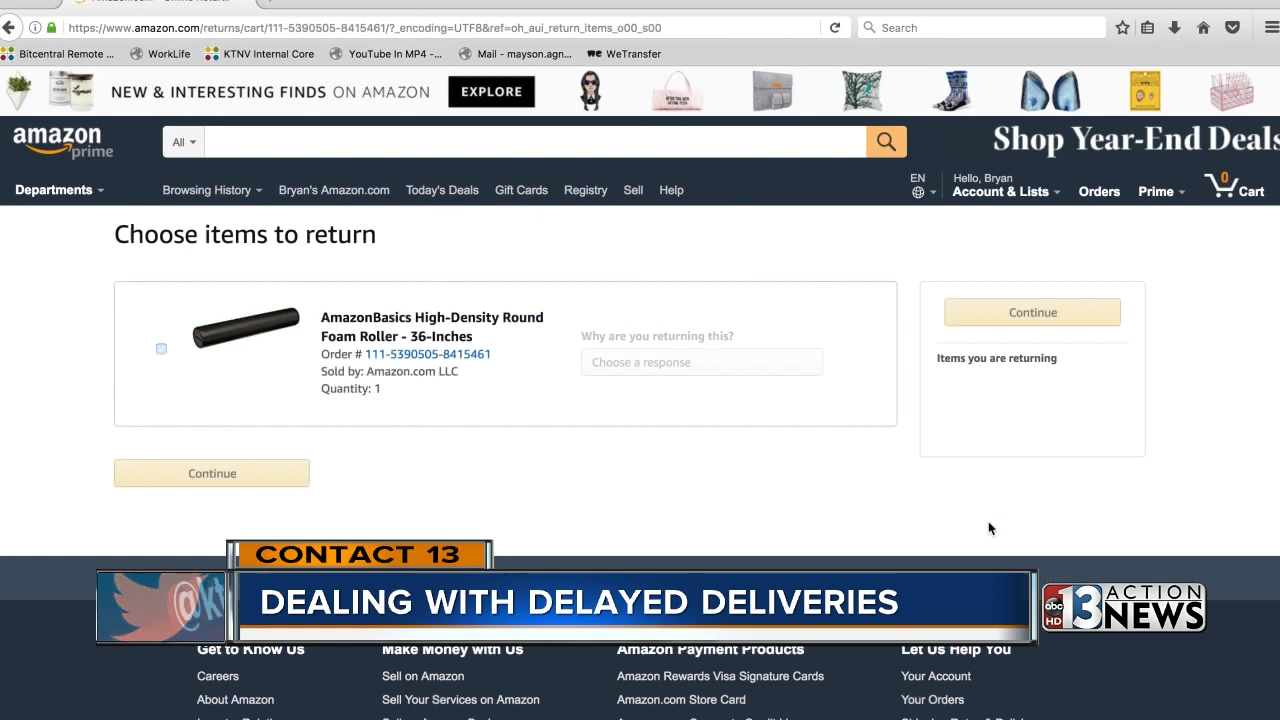 https://www.amazon.com/returns/cart/111-5390505-8415461/?_encoding=UTF8&ref=oh_aui_return_items_o00_s00
Search
Bitcentral Remote ...
WorkLife
KTNV Internal Core
YouTube In MP4 -...
Mail - mayson.agn...
we WeTransfer
NEW & INTERESTING FINDS ON AMAZON
EXPLORE
amazon
prime
All
Shop Year-End Deals
Departments
Browsing History
Bryan's Amazon.com
Today's Deals
Gift Cards
Registry
Sell
Help
EN
Hello, Bryan
Account & Lists
Orders
Prime
0
Cart
Choose items to return
AmazonBasics High-Density Round
Foam Roller - 36-Inches
Order # 111-5390505-8415461
Sold by: Amazon.com LLC
Quantity: 1
Why are you returning this?
Choose a response
Continue
Items you are returning
Continue
CONTACT 13
@kt
DEALING WITH DELAYED DELIVERIES
abc
HD
13
ACTION
NEWS
Get to Know Us
Careers
About Amazon
Make Money with Us
Sell on Amazon
Sell Your Services on Amazon
Amazon Payment Products
Amazon Rewards Visa Signature Cards
Amazon.com Store Card
Let Us Help You
Your Account
Your Orders